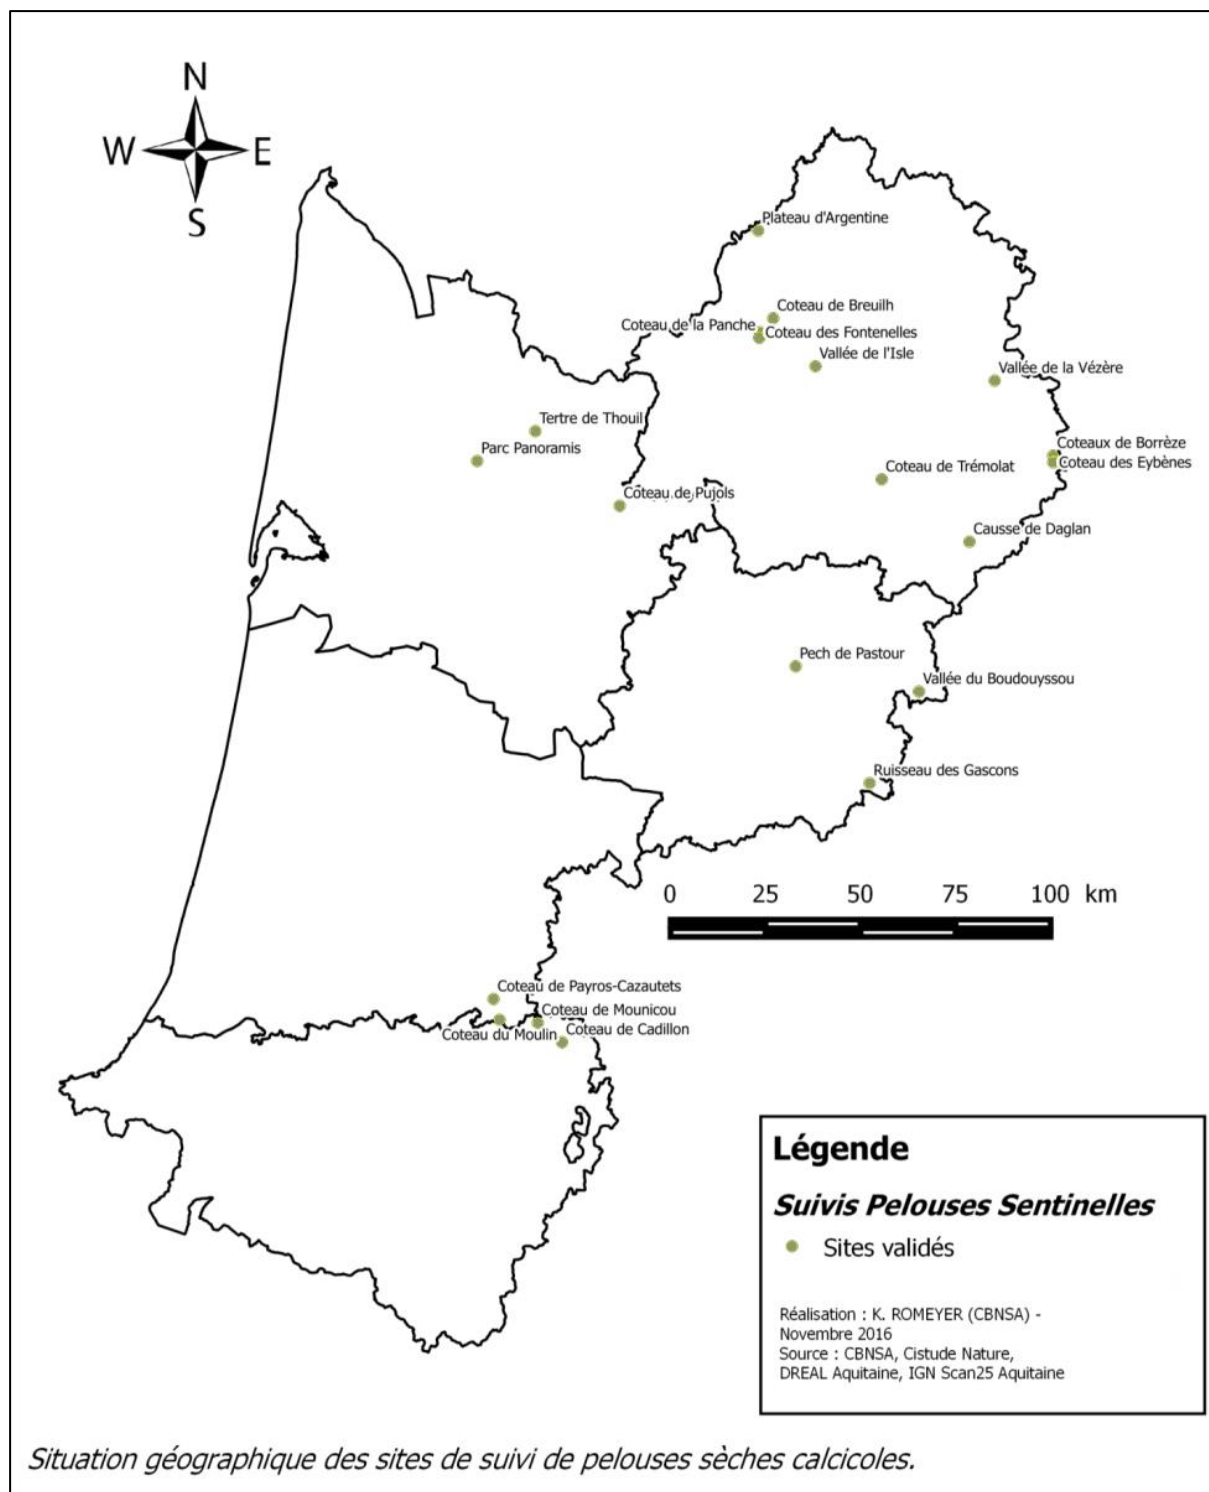 N
W
E
S
Plateau d'Argentine
Coteau de Breuilh
Coteau de la Panche
Coteau des Fontenelles
Vallée de l'Isle
Vallée de la Vézère
Tertre de Thouil
Parc Panoramis
Coteaux de Borrèze
Coteau des Eybènes
Coteau de Trémolat
Coteau de Pujols
Causse de Daglan
Pech de Pastour
Vallée du Boudouyssou
Ruisseau des Gascons
0 25 50 75 100 km
Coteau de Payros-Cazautets
Coteau de Mounicou
Coteau du Moulin
Coteau de Cadillon
Légende
Suivis Pelouses Sentinelles
Sites validés
Réalisation : K. ROMEYER (CBNSA) -
Novembre 2016
Source : CBNSA, Cistude Nature,
DREAL Aquitaine, IGN Scan25 Aquitaine
Situation géographique des sites de suivi de pelouses sèches calcicoles.